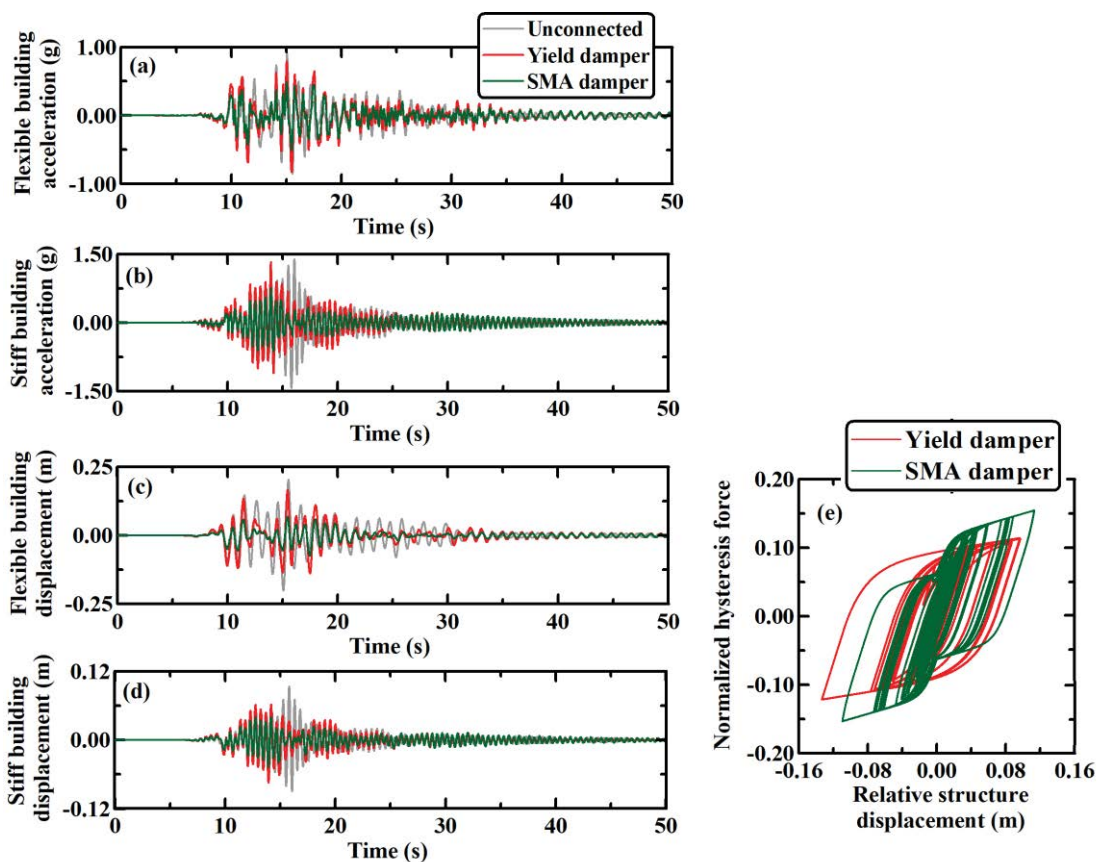 Unconnected
Yield damper
SMA damper
Flexible building
acceleration (g)
1.00
0.00
-1.00
(a)
0 10 20 30 40 50
Time (s)
Stiff building
acceleration (g)
1.50
0.00
-1.50
(b)
0 10 20 30 40 50
Time (s)
Flexible building
displacement (m)
0.25
0.00
-0.25
(c)
0 10 20 30 40 50
Time (s)
Stiff building
displacement (m)
0.12
0.00
-0.12
(d)
0 10 20 30 40 50
Time (s)
Yield damper
SMA damper
Normalized hysteresis force
0.20
0.10
0.00
-0.10
-0.20
(e)
-0.16 -0.08 0.00 0.08 0.16
Relative structure
displacement (m)